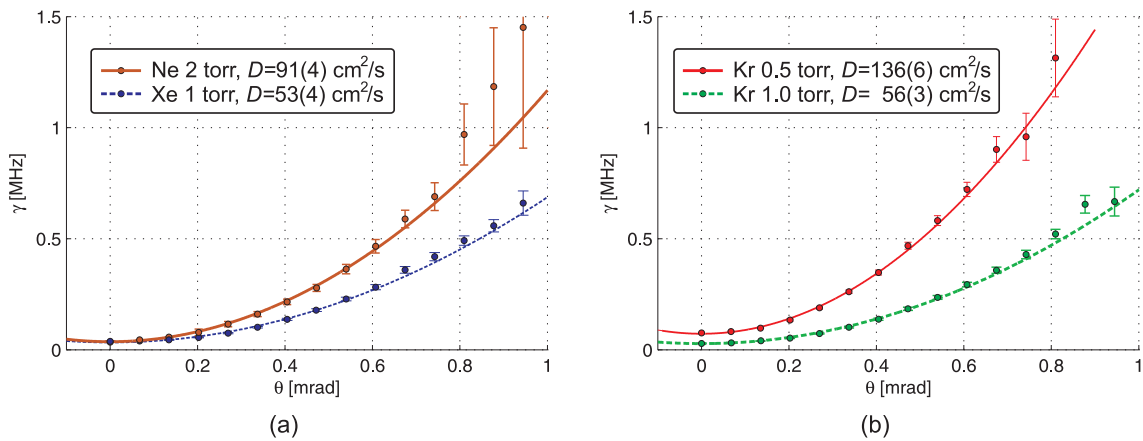 1.5
1
0.5
0
γ [MHz]
Ne 2 torr, D=91(4) cm²/s
Xe 1 torr, D=53(4) cm²/s
0 0.2 0.4 0.6 0.8 1
θ [mrad]
(a)
1.5
1
0.5
0
γ [MHz]
Kr 0.5 torr, D=136(6) cm²/s
Kr 1.0 torr, D= 56(3) cm²/s
0 0.2 0.4 0.6 0.8 1
θ [mrad]
(b)